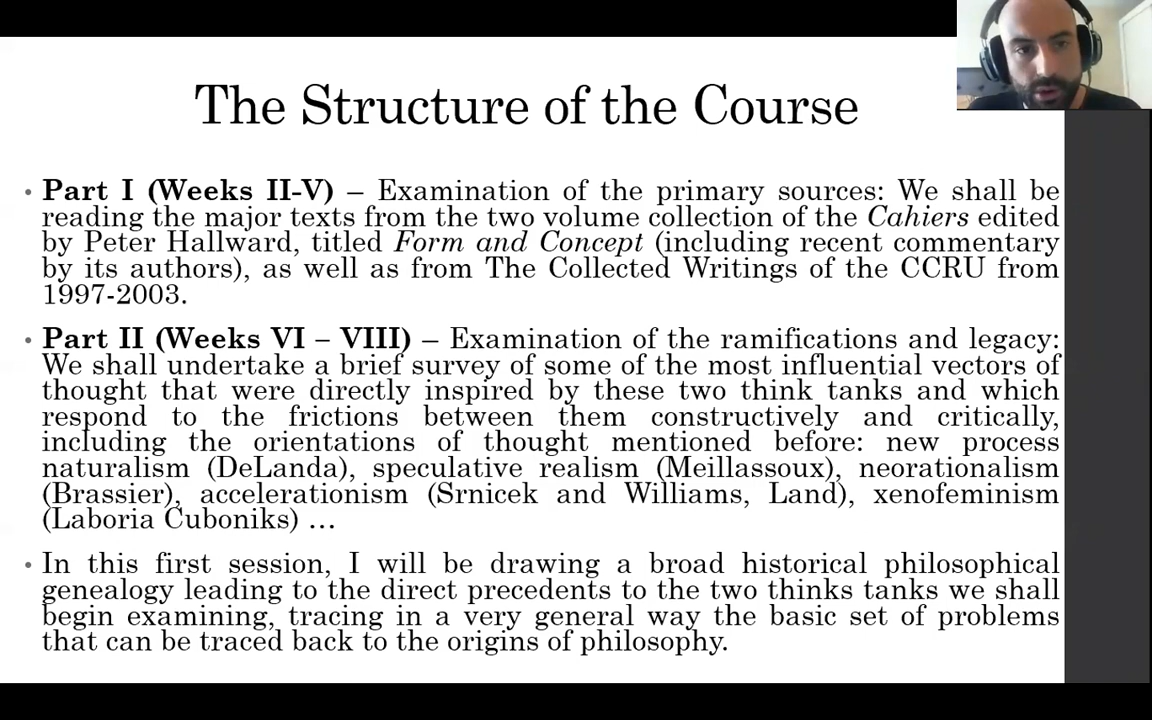 The Structure of the Course
• Part I (Weeks II-V) – Examination of the primary sources: We shall be
reading the major texts from the two volume collection of the Cahiers edited
by Peter Hallward, titled Form and Concept (including recent commentary
by its authors), as well as from The Collected Writings of the CCRU from
1997-2003.
• Part II (Weeks VI – VIII) – Examination of the ramifications and legacy:
We shall undertake a brief survey of some of the most influential vectors of
thought that were directly inspired by these two think tanks and which
respond to the frictions between them constructively and critically,
including the orientations of thought mentioned before: new process
naturalism (DeLanda), speculative realism (Meillassoux), neorationalism
(Brassier), accelerationism (Srnicek and Williams, Land), xenofeminism
(Laboria Cuboniks) …
• In this first session, I will be drawing a broad historical philosophical
genealogy leading to the direct precedents to the two thinks tanks we shall
begin examining, tracing in a very general way the basic set of problems
that can be traced back to the origins of philosophy.